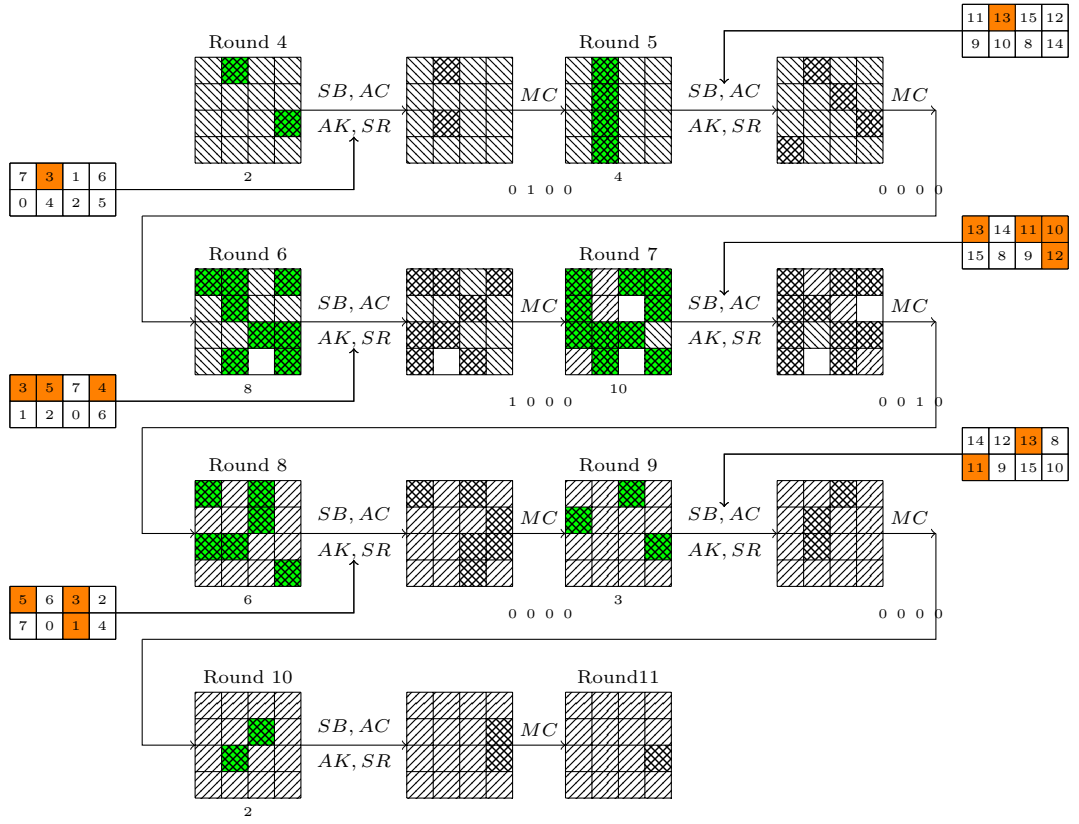 11 13 15 12
9 10 8 14
Round 4
Round 5
SB, AC
MC
SB, AC
MC
AK, SR
AK, SR
7 3 1 6
0 4 2 5
2
4
0 1 0 0
0 0 0 0
13 14 11 10
15 8 9 12
Round 6
Round 7
SB, AC
MC
SB, AC
MC
AK, SR
AK, SR
3 5 7 4
1 2 0 6
8
10
1 0 0 0
0 0 1 0
14 12 13 8
11 9 15 10
Round 8
Round 9
SB, AC
MC
SB, AC
MC
AK, SR
AK, SR
5 6 3 2
7 0 1 4
6
3
0 0 0 0
0 0 0 0
Round 10
Round11
SB, AC
MC
AK, SR
2